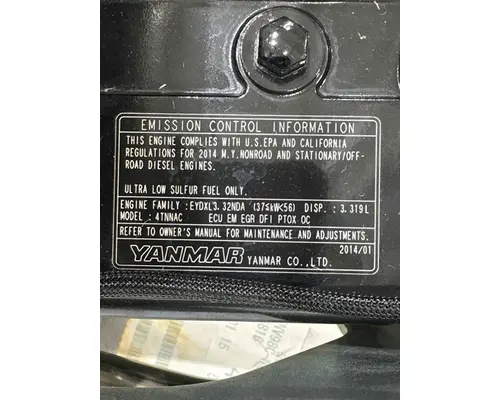 EMISSION CONTROL INFORMATION
THIS ENGINE COMPLIES WITH U.S.EPA AND CALIFORNIA
REGULATIONS FOR 2014 M.Y.NONROAD AND STATIONARY/OFF-
ROAD DIESEL ENGINES.
ULTRA LOW SULFUR FUEL ONLY.
ENGINE FAMILY : EYDXL3.32NDA (37≤kW<56) DISP. : 3.319L
MODEL : 4TNNAC ECU EM EGR DFI PTOX OC
REFER TO OWNER'S MANUAL FOR MAINTENANCE AND ADJUSTMENTS.
YANMAR YANMAR CO.,LTD. 2014/01